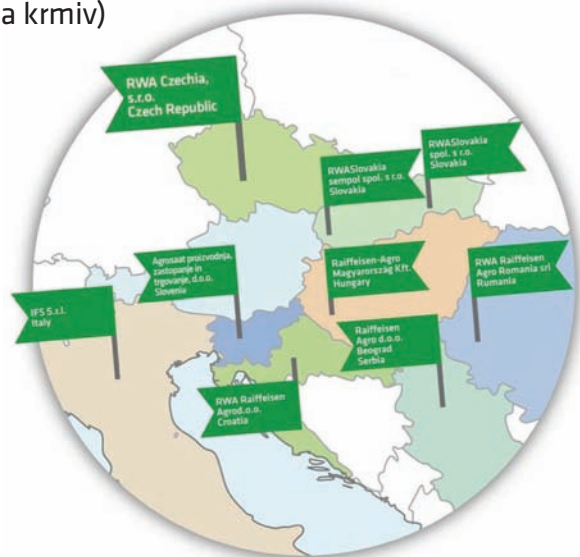 a krmiv)
RWA Czechia,
s.r.o.
Czech Republic
RWASlovakia
spol. s r.o.
Slovakia
RWASlovakia
sempol spol. s r.o.
Slovakia
Agrosaat proizvodnja,
zastopanje in
trgovanje, d.o.o.
Slovenia
Raiffeisen-Agro
Magyarország Kft.
Hungary
RWA Raiffeisen
Agro Romania srl
Rumania
IFS S.r.l.
Italy
Raiffeisen
Agro d.o.o.
Beograd
Serbia
RWA Raiffeisen
Agrod.o.o.
Croatia